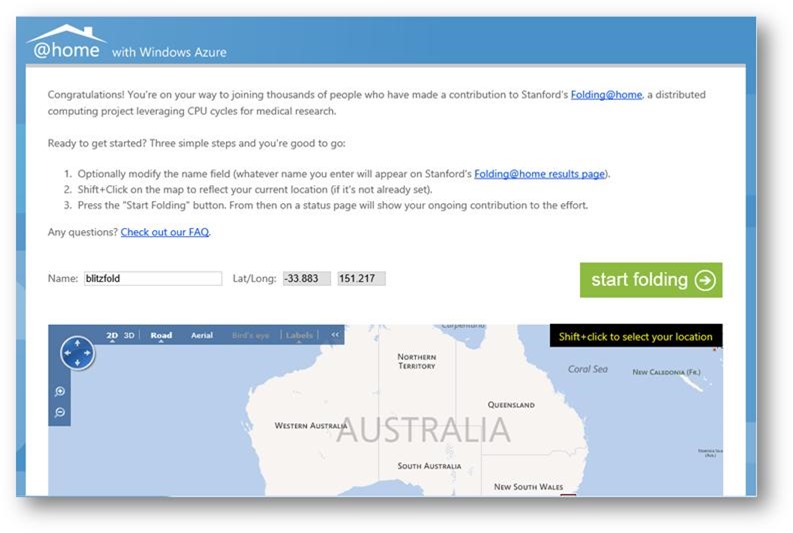 @home with Windows Azure
Congratulations! You're on your way to joining thousands of people who have made a contribution to Stanford's Folding@home, a distributed
computing project leveraging CPU cycles for medical research.
Ready to get started? Three simple steps and you're good to go:
1. Optionally modify the name field (whatever name you enter will appear on Stanford's Folding@home results page).
2. Shift+Click on the map to reflect your current location (if it's not already set).
3. Press the "Start Folding" button. From then on a status page will show your ongoing contribution to the effort.
Any questions? Check out our FAQ.
Name: blitzfold Lat/Long: -33.883 151.217
start folding
2D 3D Road Aerial Bird's eye Labels «
Shift+click to select your location
Carpentaria
NORTHERN
TERRITORY
Coral Sea
NEW CALEDONIA (FR.)
QUEENSLAND
WESTERN AUSTRALIA
AUSTRALIA
SOUTH AUSTRALIA
NEW SOUTH WALES